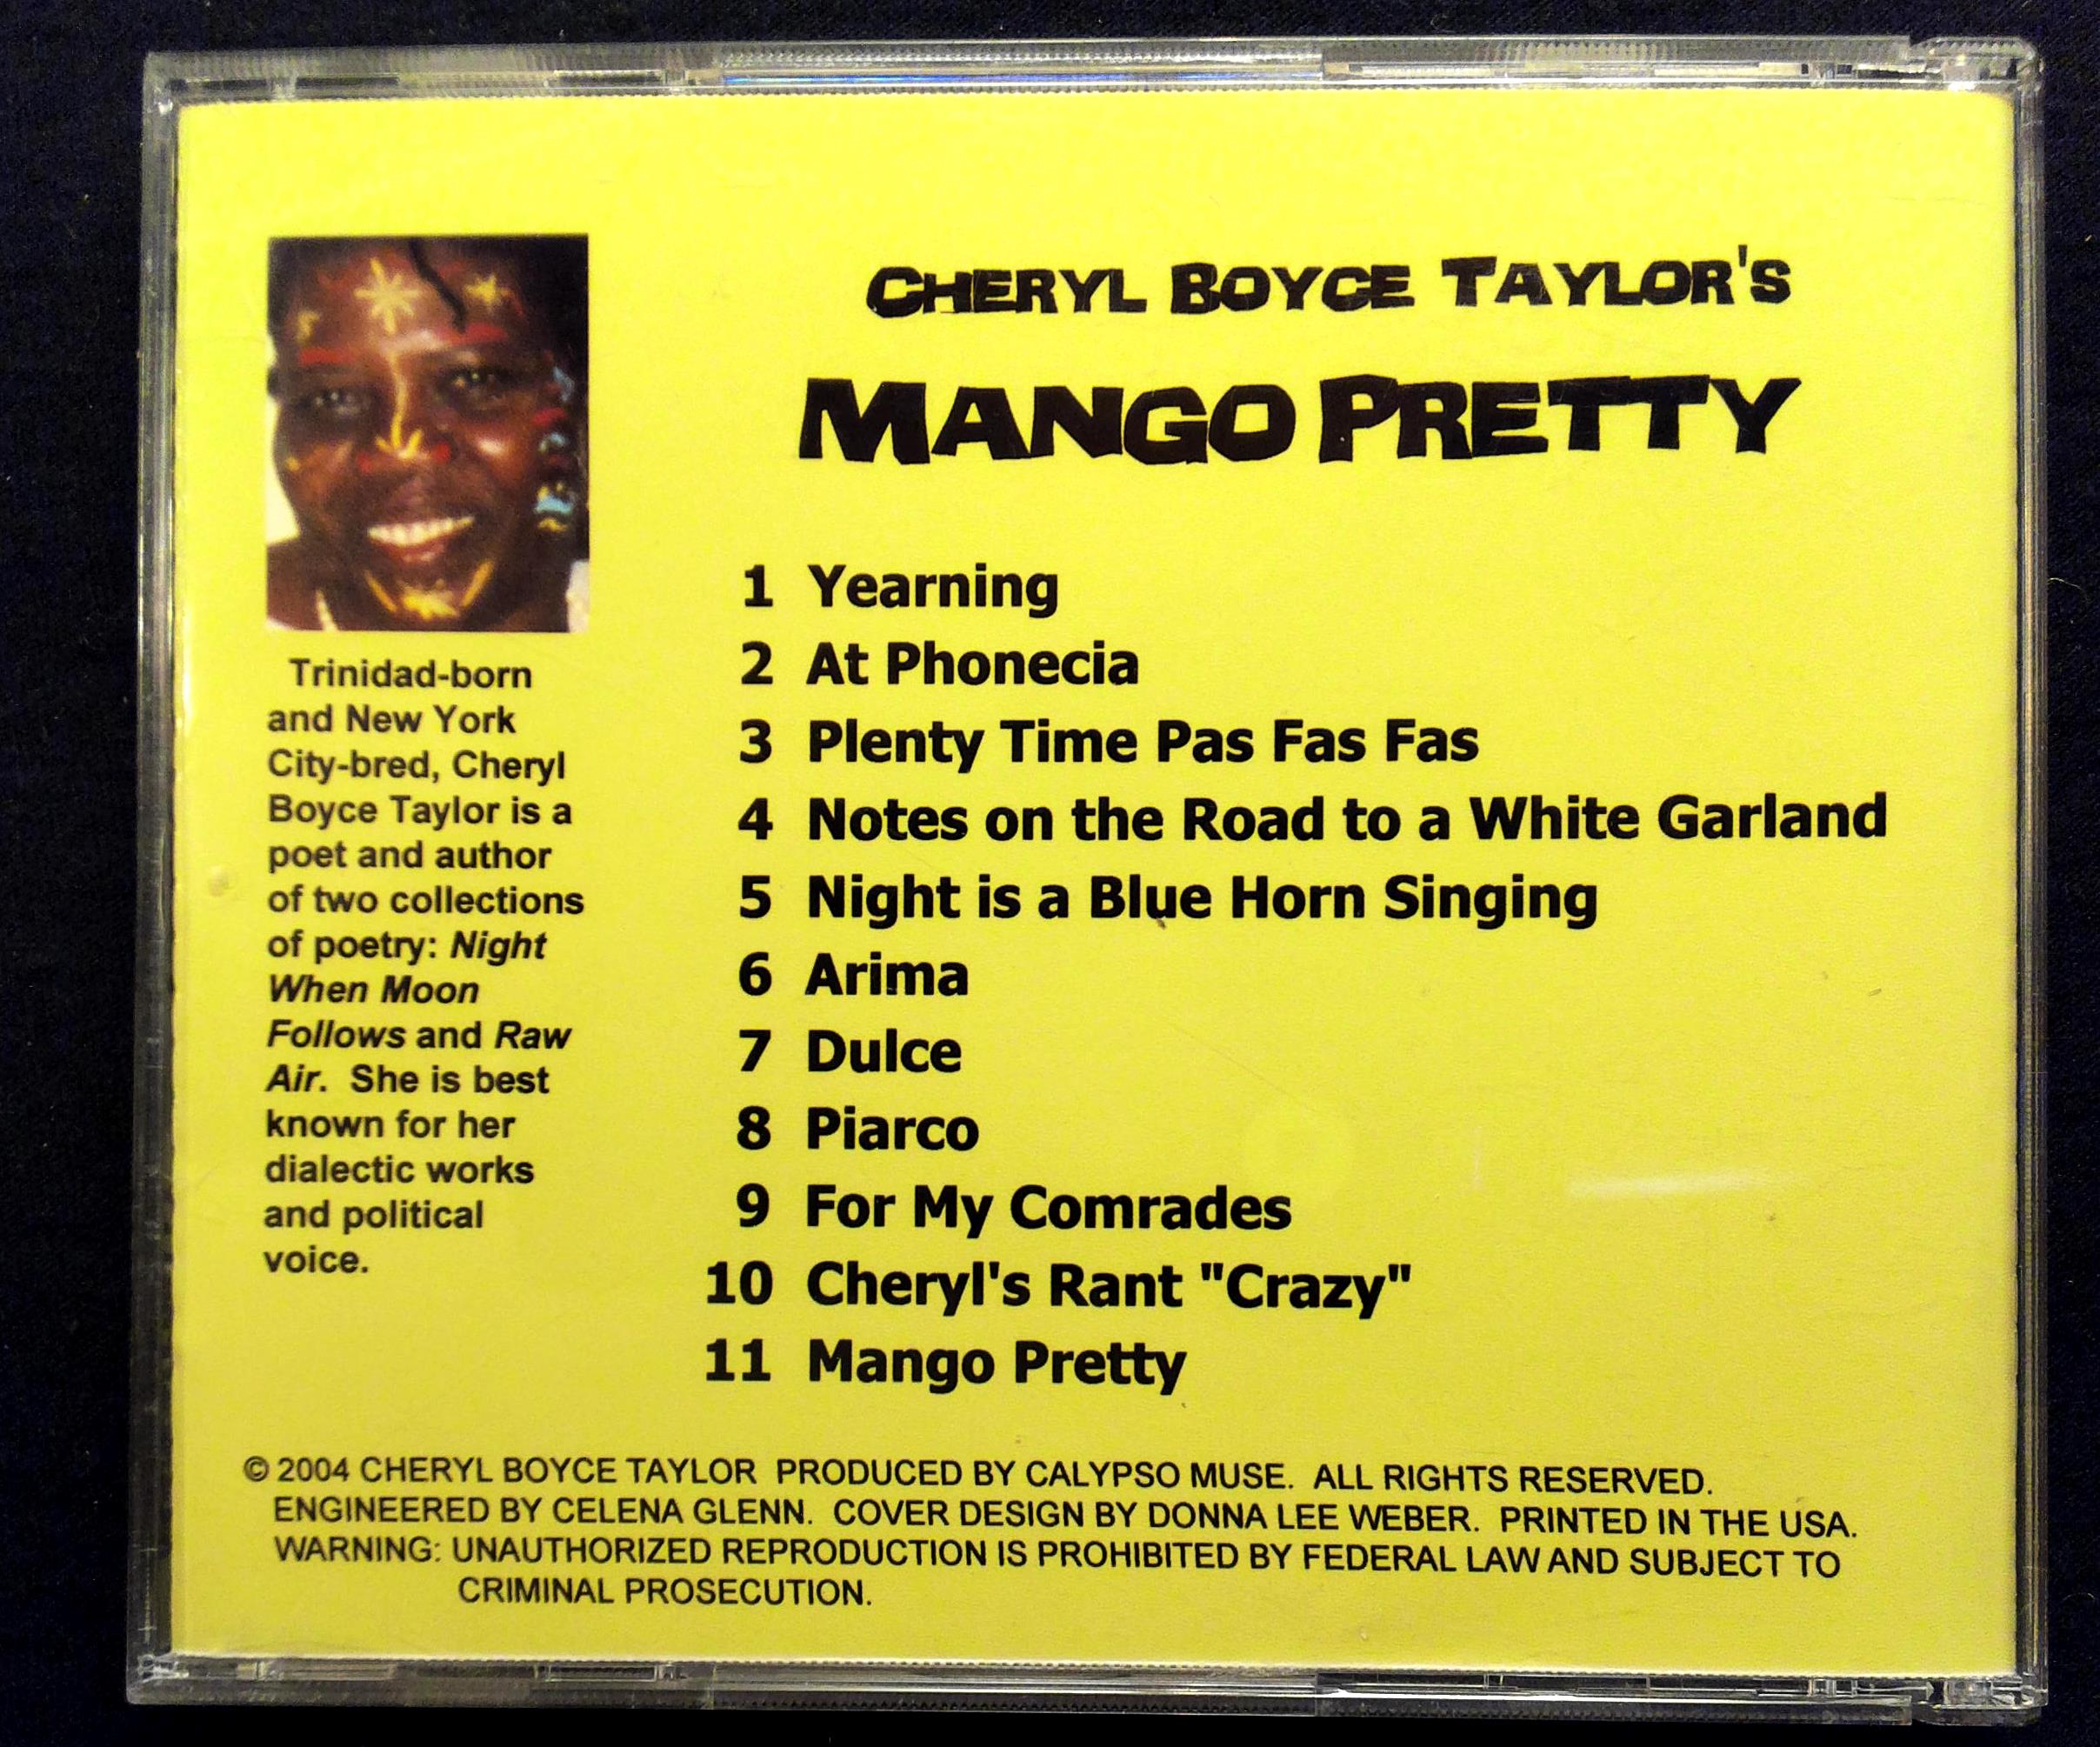 CHERYL BOYCE TAYLOR'S
MANGO PRETTY
Trinidad-born
and New York
City-bred, Cheryl
Boyce Taylor is a
poet and author
of two collections
of poetry: Night
When Moon
Follows and Raw
Air.  She is best
known for her
dialectic works
and political
voice.
1 Yearning
2 At Phonecia
3 Plenty Time Pas Fas Fas
4 Notes on the Road to a White Garland
5 Night is a Blue Horn Singing
6 Arima
7 Dulce
8 Piarco
9 For My Comrades
10 Cheryl's Rant "Crazy"
11 Mango Pretty
© 2004 CHERYL BOYCE TAYLOR  PRODUCED BY CALYPSO MUSE.  ALL RIGHTS RESERVED.
ENGINEERED BY CELENA GLENN.  COVER DESIGN BY DONNA LEE WEBER.  PRINTED IN THE USA.
WARNING: UNAUTHORIZED REPRODUCTION IS PROHIBITED BY FEDERAL LAW AND SUBJECT TO
CRIMINAL PROSECUTION.